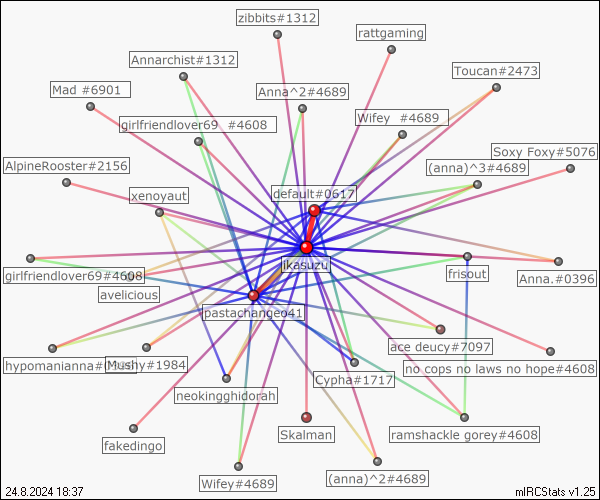 zibbits#1312
rattgaming
Annarchist#1312
Toucan#2473
Mad #6901
Anna^2#4689
girlfriendlover69 #4608
Wifey #4689
Soxy Foxy#5076
AlpineRooster#2156
(anna)^3#4689
xenoyaut
default#0617
jkasuzu
girlfriendlover69#4608
frisout
Anna.#0396
avelicious
pastachange041
ace deucy#7097
hypomanianna#
Mushy#1984
no cops no laws no hope#4608
Cypha#1717
neokingghidorah
fakedingo
Skalman
ramshackle gorey#4608
Wifey#4689
(anna)^2#4689
24.8.2024 18:37
mIRCStats v1.25